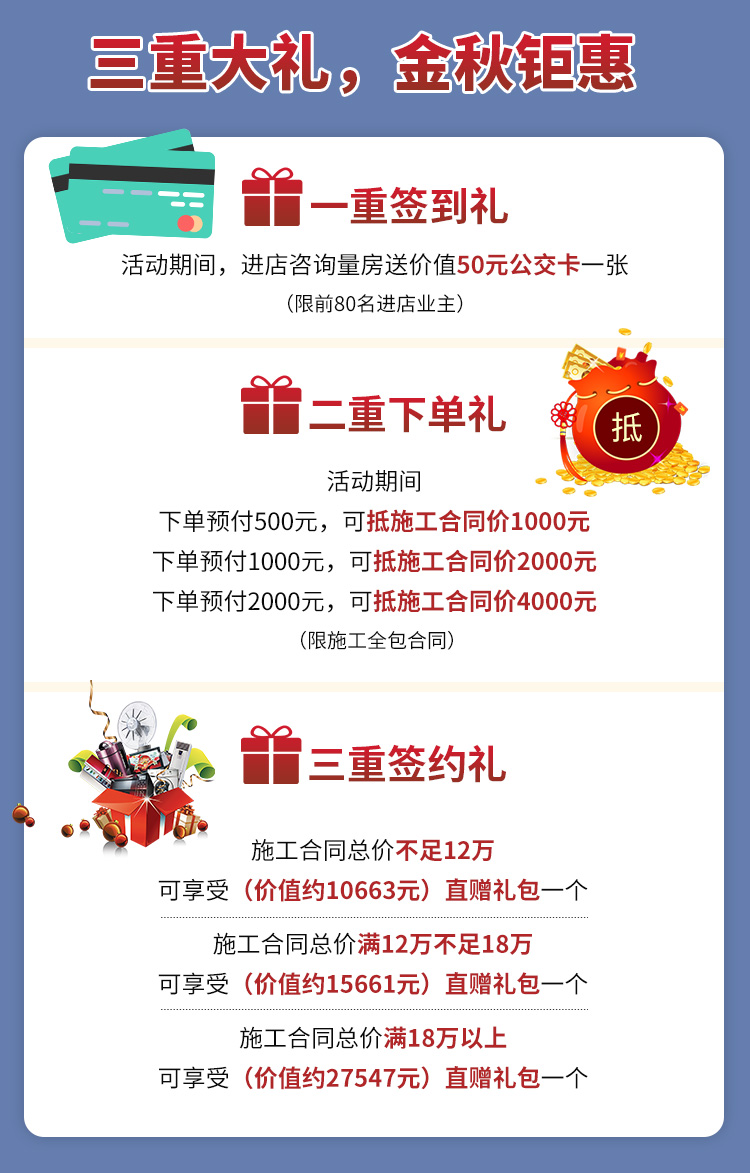 三重大礼，金秋钜惠
一重签到礼
活动期间，进店咨询量房送价值50元公交卡一张
（限前80名进店业主）
抵
二重下单礼
活动期间
下单预付500元，可抵施工合同价1000元
下单预付1000元，可抵施工合同价2000元
下单预付2000元，可抵施工合同价4000元
（限施工全包合同）
三重签约礼
施工合同总价不足12万
可享受（价值约10663元）直赠礼包一个
施工合同总价满12万不足18万
可享受（价值约15661元）直赠礼包一个
施工合同总价满18万以上
可享受（价值约27547元）直赠礼包一个